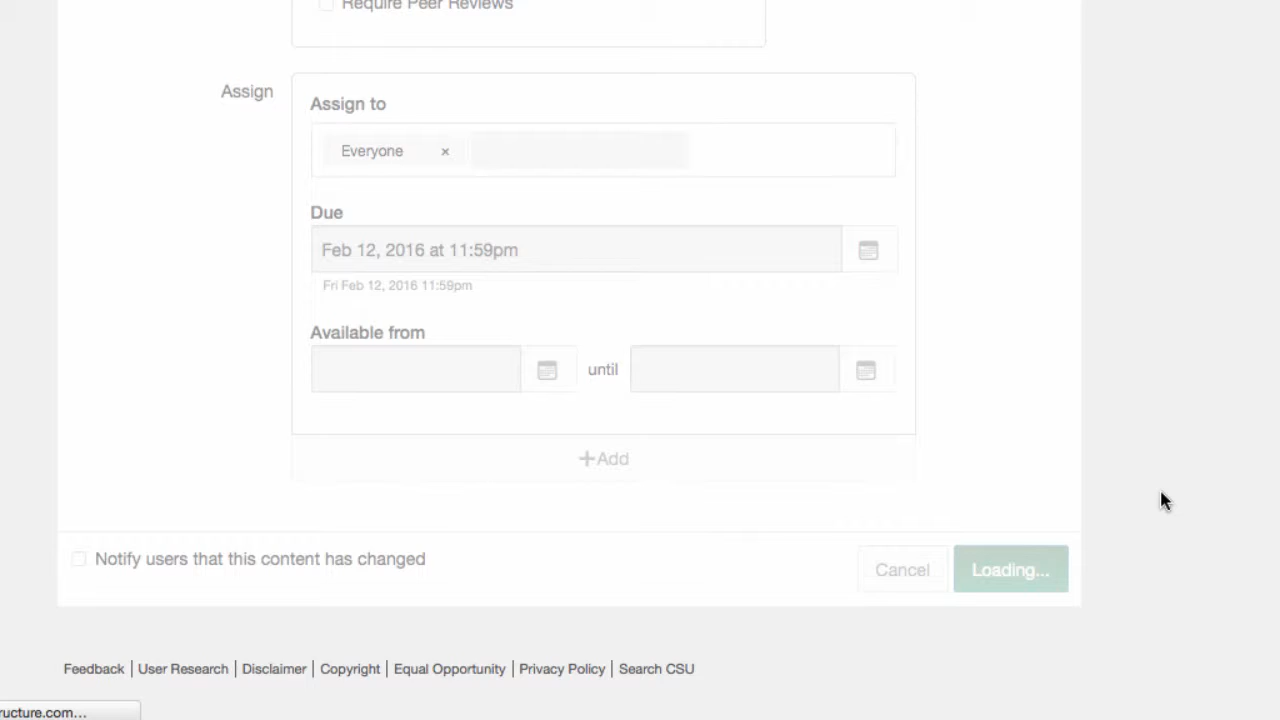 Require Peer Reviews
Assign
Assign to
Everyone ×
Due
Feb 12, 2016 at 11:59pm
Fri Feb 12, 2016 11:59pm
Available from
until
+Add
Notify users that this content has changed
Cancel
Loading...
Feedback | User Research | Disclaimer | Copyright | Equal Opportunity | Privacy Policy | Search CSU
ructure.com...